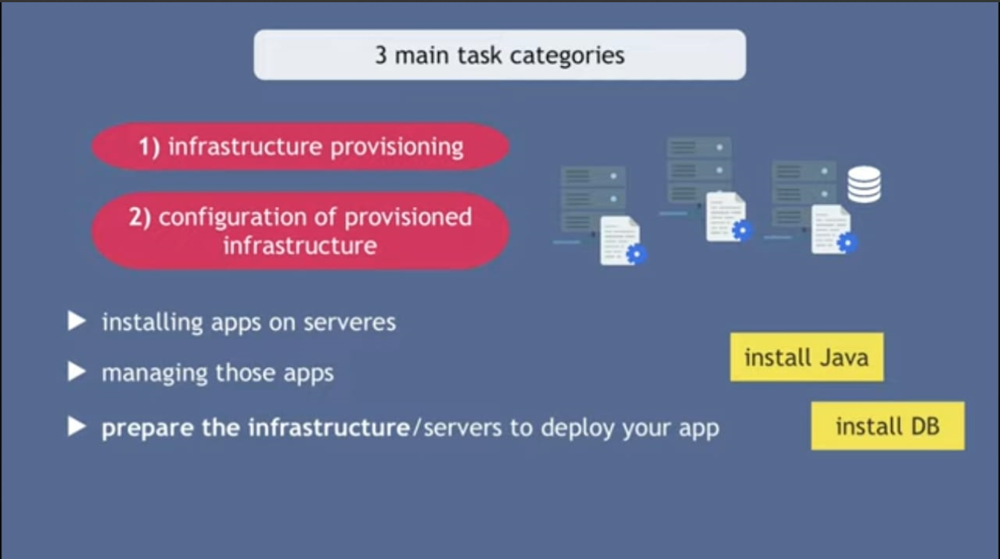 3 main task categories
1) infrastructure provisioning
2) configuration of provisioned
infrastructure
installing apps on serveres
managing those apps
install Java
prepare the infrastructure/servers to deploy your app
install DB